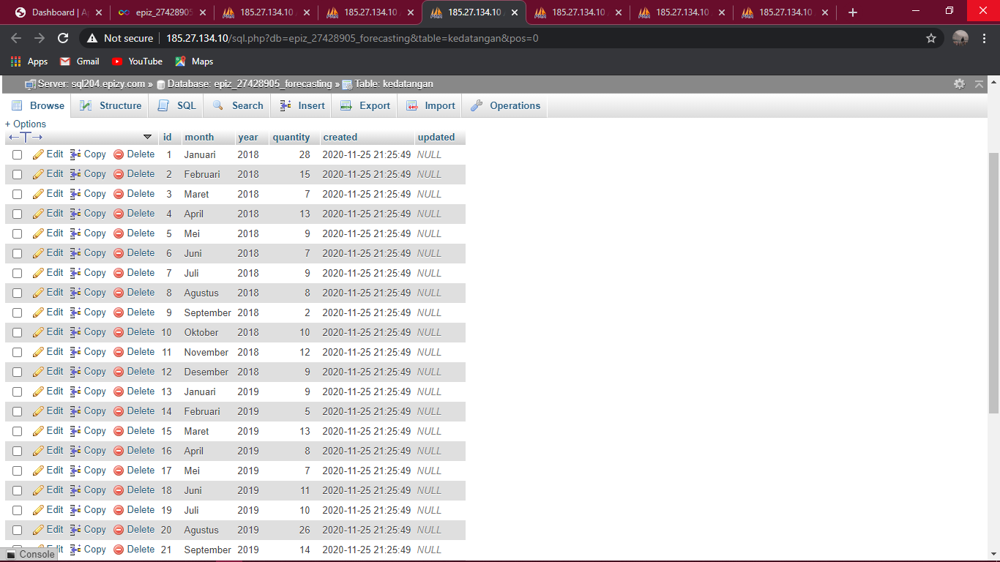 Dashboard | A
epiz_27428905
185.27.134.10
185.27.134.10
185.27.134.10
185.27.134.10
185.27.134.10
185.27.134.10
Not secure 185.27.134.10/sql.php?db=epiz_27428905_forecasting&table=kedatangan&pos=0
Apps Gmail YouTube Maps
Server: sql204.epizy.com » Database: epiz_27428905_forecasting » Table: kedatangan
Browse Structure SQL Search Insert Export Import Operations
+ Options
←T→ id month year quantity created updated
Edit Copy Delete 1 Januari 2018 28 2020-11-25 21:25:49 NULL
Edit Copy Delete 2 Februari 2018 15 2020-11-25 21:25:49 NULL
Edit Copy Delete 3 Maret 2018 7 2020-11-25 21:25:49 NULL
Edit Copy Delete 4 April 2018 13 2020-11-25 21:25:49 NULL
Edit Copy Delete 5 Mei 2018 9 2020-11-25 21:25:49 NULL
Edit Copy Delete 6 Juni 2018 7 2020-11-25 21:25:49 NULL
Edit Copy Delete 7 Juli 2018 9 2020-11-25 21:25:49 NULL
Edit Copy Delete 8 Agustus 2018 8 2020-11-25 21:25:49 NULL
Edit Copy Delete 9 September 2018 2 2020-11-25 21:25:49 NULL
Edit Copy Delete 10 Oktober 2018 10 2020-11-25 21:25:49 NULL
Edit Copy Delete 11 November 2018 12 2020-11-25 21:25:49 NULL
Edit Copy Delete 12 Desember 2018 9 2020-11-25 21:25:49 NULL
Edit Copy Delete 13 Januari 2019 9 2020-11-25 21:25:49 NULL
Edit Copy Delete 14 Februari 2019 5 2020-11-25 21:25:49 NULL
Edit Copy Delete 15 Maret 2019 13 2020-11-25 21:25:49 NULL
Edit Copy Delete 16 April 2019 8 2020-11-25 21:25:49 NULL
Edit Copy Delete 17 Mei 2019 7 2020-11-25 21:25:49 NULL
Edit Copy Delete 18 Juni 2019 11 2020-11-25 21:25:49 NULL
Edit Copy Delete 19 Juli 2019 10 2020-11-25 21:25:49 NULL
Edit Copy Delete 20 Agustus 2019 26 2020-11-25 21:25:49 NULL
Copy Delete 21 September 2019 14 2020-11-25 21:25:49 NULL
Console